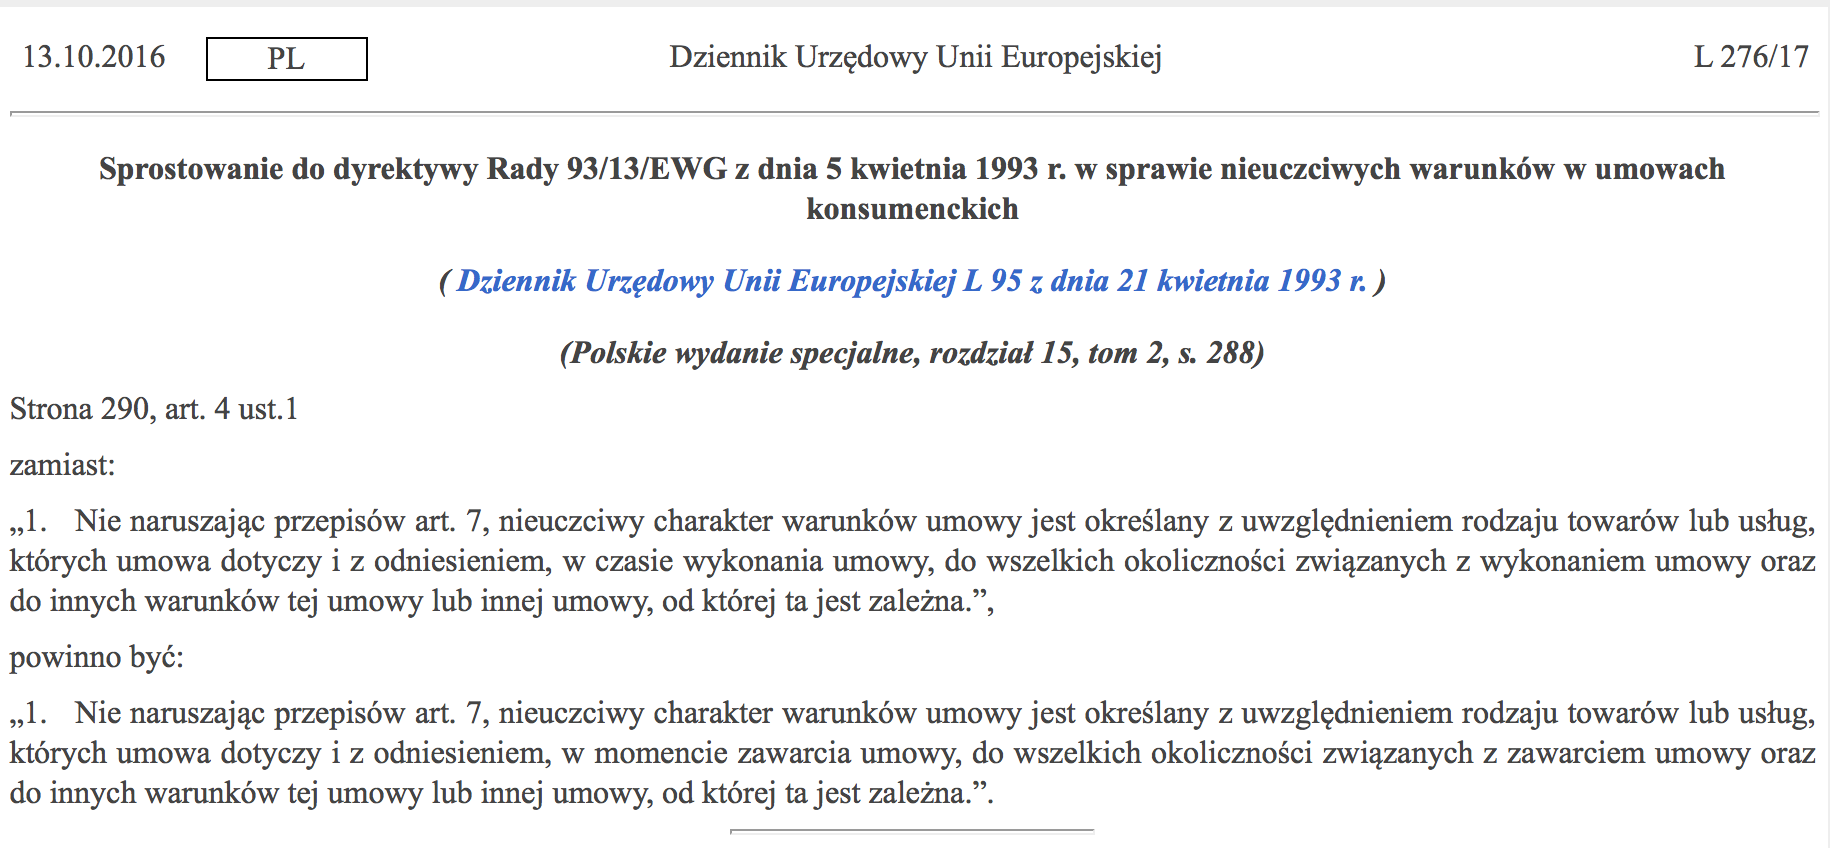 13.10.2016 PL Dziennik Urzędowy Unii Europejskiej L 276/17
Sprostowanie do dyrektywy Rady 93/13/EWG z dnia 5 kwietnia 1993 r. w sprawie nieuczciwych warunków w umowach
konsumenckich
( Dziennik Urzędowy Unii Europejskiej L 95 z dnia 21 kwietnia 1993 r. )
(Polskie wydanie specjalne, rozdział 15, tom 2, s. 288)
Strona 290, art. 4 ust.1
zamiast:
„1. Nie naruszając przepisów art. 7, nieuczciwy charakter warunków umowy jest określany z uwzględnieniem rodzaju towarów lub usług,
których umowa dotyczy i z odniesieniem, w czasie wykonania umowy, do wszelkich okoliczności związanych z wykonaniem umowy oraz
do innych warunków tej umowy lub innej umowy, od której ta jest zależna.”,
powinno być:
„1. Nie naruszając przepisów art. 7, nieuczciwy charakter warunków umowy jest określany z uwzględnieniem rodzaju towarów lub usług,
których umowa dotyczy i z odniesieniem, w momencie zawarcia umowy, do wszelkich okoliczności związanych z zawarciem umowy oraz
do innych warunków tej umowy lub innej umowy, od której ta jest zależna.”.